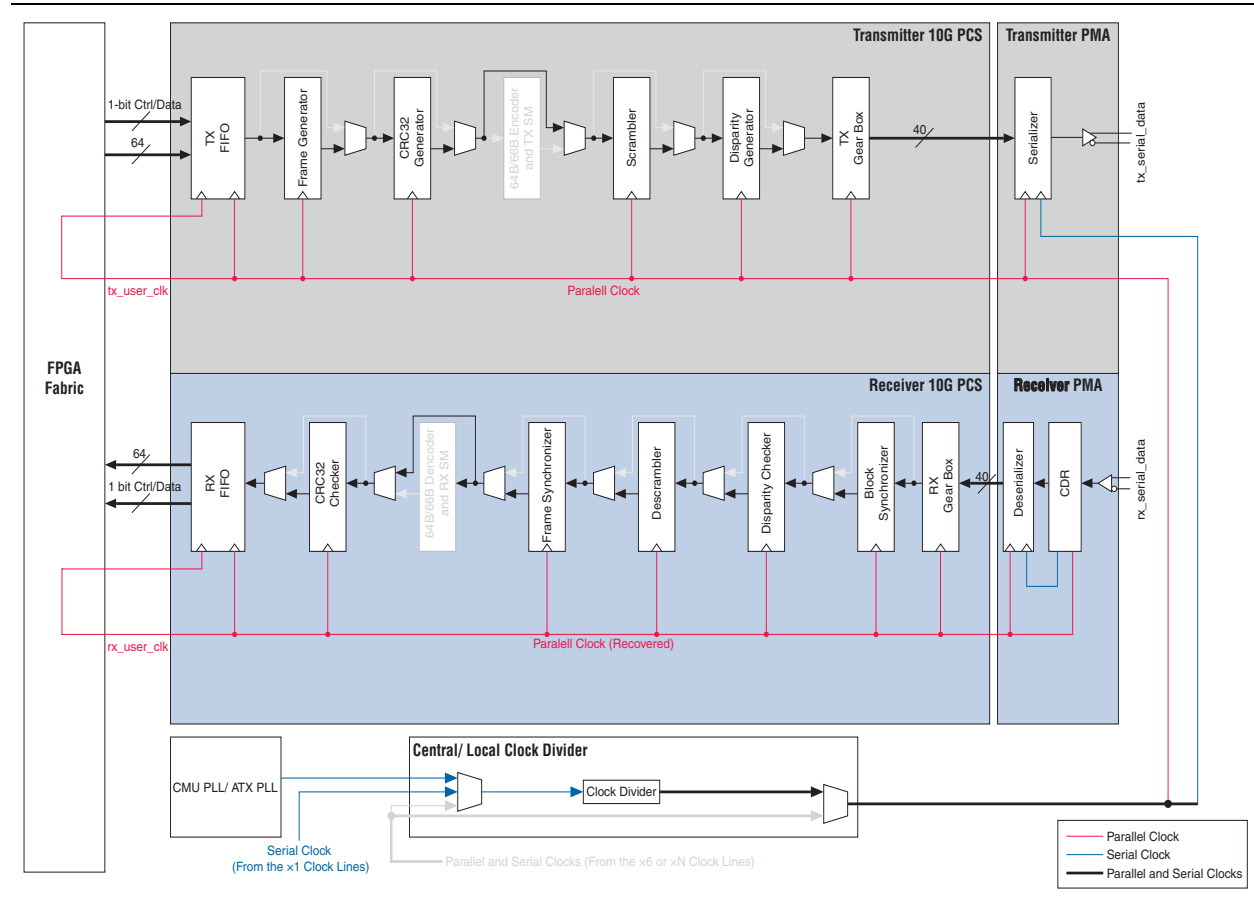 Transmitter 10G PCS
Transmitter PMA
1-bit Ctrl/Data
64
TX
FIFO
Frame Generator
CRC32
Generator
64B/66B Encoder
and TX SM
Scrambler
Disparity
Generator
TX
Gear Box
40
Serializer
tx_serial_data
tx_user_clk
Paralell Clock
FPGA
Fabric
Receiver 10G PCS
Receiver PMA
64
1 bit Ctrl/Data
RX
FIFO
CRC32
Checker
64B/66B Dencoder
and RX SM
Frame Synchronizer
Descrambler
Disparity Checker
Block
Synchronizer
RX
Gear Box
40
Deserializer
CDR
rx_serial_data
rx_user_clk
Paralell Clock (Recovered)
CMU PLL/ ATX PLL
Central/ Local Clock Divider
Clock Divider
Serial Clock
(From the ×1 Clock Lines)
Parallel and Serial Clocks (From the ×6 or ×N Clock Lines)
Parallel Clock
Serial Clock
Parallel and Serial Clocks